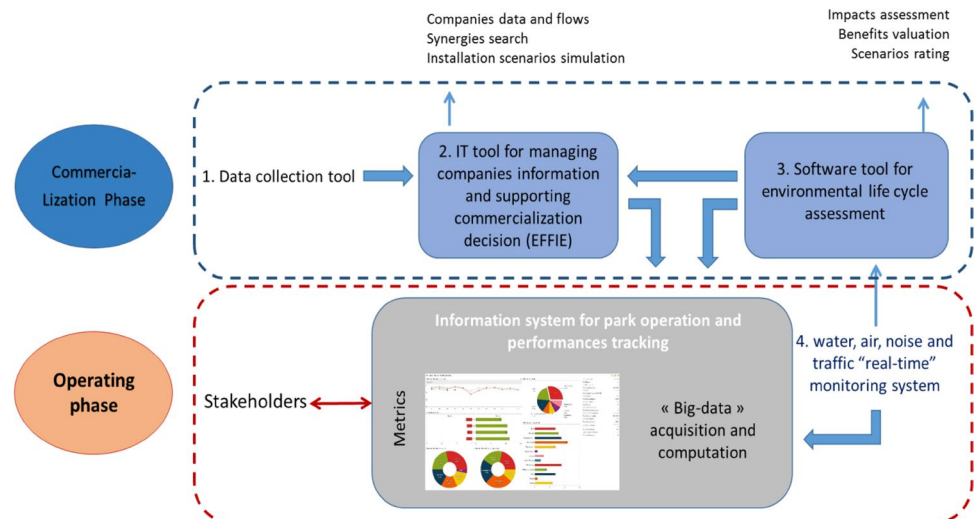 Companies data and flows
Synergies search
Installation scenarios simulation
Impacts assessment
Benefits valuation
Scenarios rating
Commercia-
Lization Phase
1. Data collection tool
2. IT tool for managing
companies information
and supporting
commercialization
decision (EFFIE)
3. Software tool for
environmental life cycle
assessment
Operating
phase
Stakeholders
Information system for park operation and
performances tracking
Metrics
« Big-data »
acquisition and
computation
4. water, air, noise and
traffic “real-time”
monitoring system